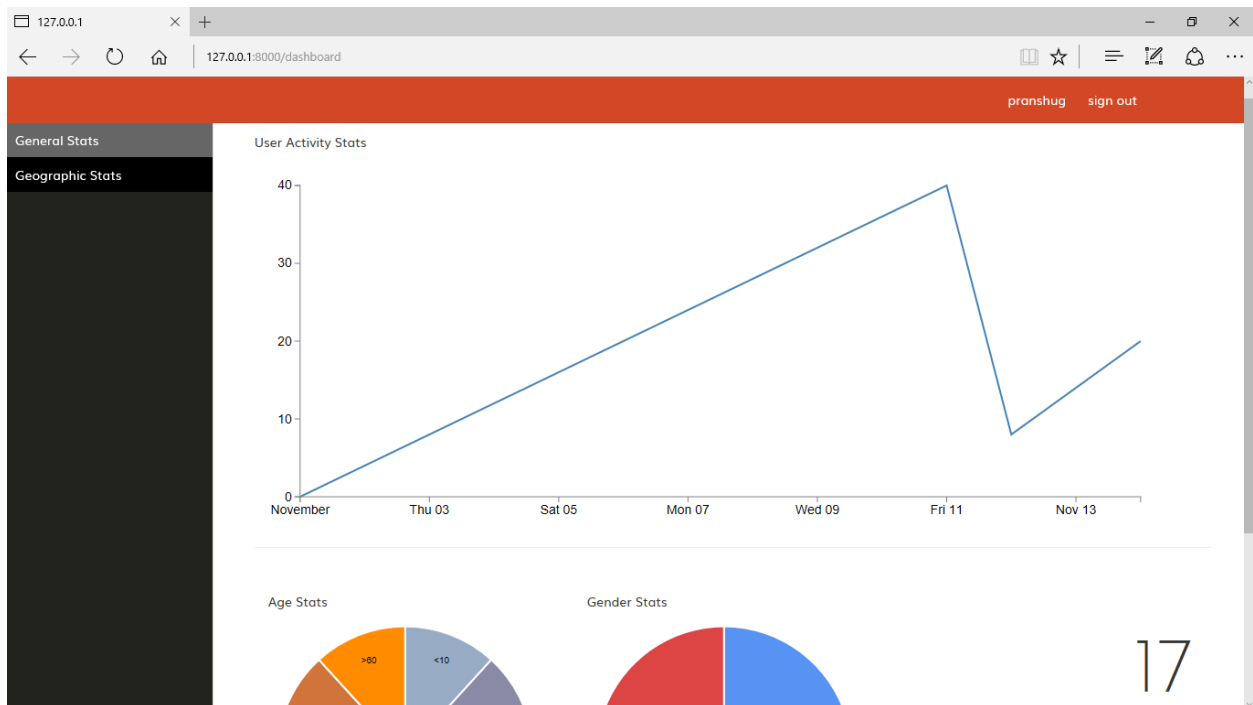 127.0.0.1
127.0.0.1:8000/dashboard
pranshug sign out
General Stats
Geographic Stats
User Activity Stats
40
30
20
10
0
November Thu 03 Sat 05 Mon 07 Wed 09 Fri 11 Nov 13
Age Stats Gender Stats
>60 <10
17